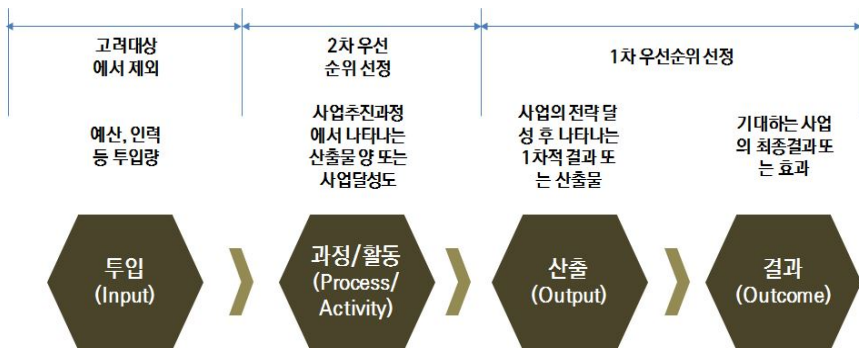 고려대상
에서 제외
2차 우선
순위 선정
1차 우선순위 선정
예산, 인력
등 투입량
사업추진과정
에서 나타나는
산출물 양 또는
사업달성도
사업의 전략 달
성 후 나타나는
1차적 결과 또
는 산출물
기대하는 사업
의 최종결과 또
는 효과
투입
(Input)
과정/활동
(Process/
Activity)
산출
(Output)
결과
(Outcome)